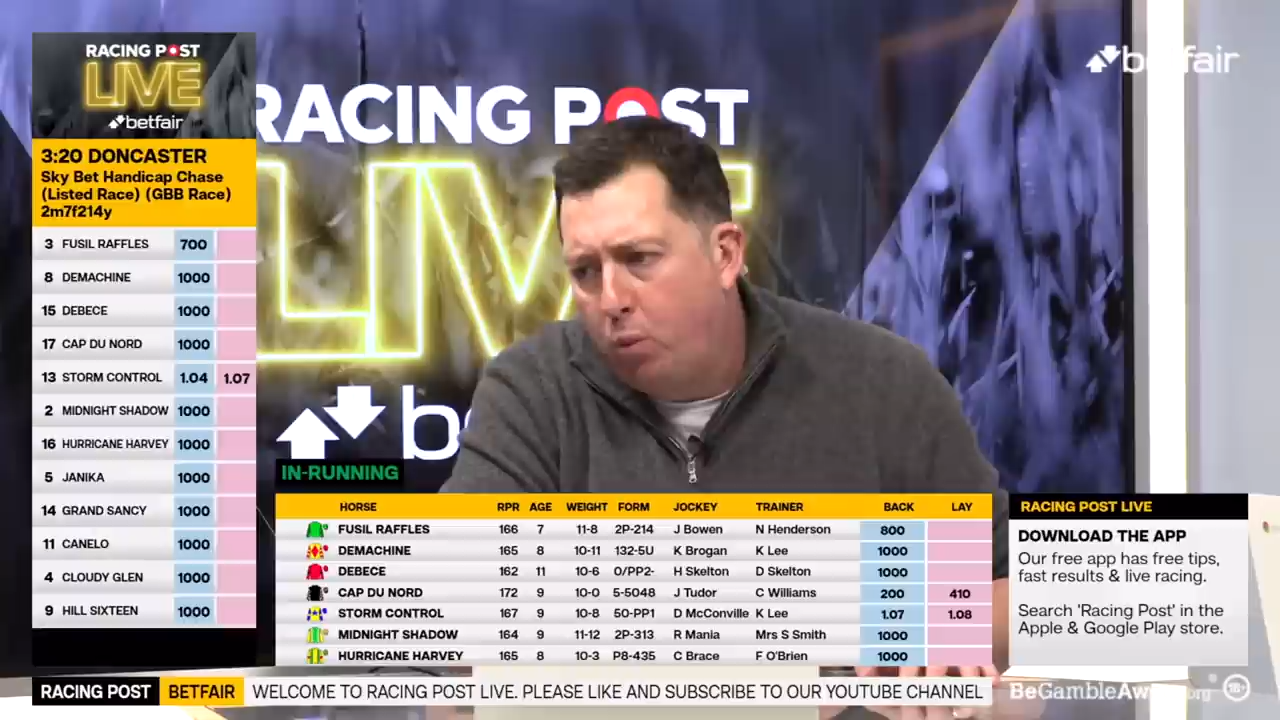 RACING POST
LIVE
betfair
3:20 DONCASTER
Sky Bet Handicap Chase
(Listed Race) (GBB Race)
2m7f214y
3 FUSIL RAFFLES 700
8 DEMACHINE 1000
15 DEBECE 1000
17 CAP DU NORD 1000
13 STORM CONTROL 1.04 1.07
2 MIDNIGHT SHADOW 1000
16 HURRICANE HARVEY 1000
5 JANIKA 1000
14 GRAND SANCY 1000
11 CANELO 1000
4 CLOUDY GLEN 1000
9 HILL SIXTEEN 1000
RACING POST
LIVE
be
betfair
IN-RUNNING
HORSE RPR AGE WEIGHT FORM JOCKEY TRAINER BACK LAY
FUSIL RAFFLES 166 7 11-8 2P-214 J Bowen N Henderson 800
DEMACHINE 165 8 10-11 132-5U K Brogan K Lee 1000
DEBECE 162 11 10-6 0/PP2- H Skelton D Skelton 1000
CAP DU NORD 172 9 10-0 5-5048 J Tudor C Williams 200 410
STORM CONTROL 167 9 10-8 50-PP1 D McConville K Lee 1.07 1.08
MIDNIGHT SHADOW 164 9 11-12 2P-313 R Mania Mrs S Smith 1000
HURRICANE HARVEY 165 8 10-3 P8-435 C Brace F O'Brien 1000
RACING POST LIVE
DOWNLOAD THE APP
Our free app has free tips,
fast results & live racing.
Search 'Racing Post' in the
Apple & Google Play store.
RACING POST BETFAIR WELCOME TO RACING POST LIVE. PLEASE LIKE AND SUBSCRIBE TO OUR YOUTUBE CHANNEL
BeGambleAware.org 18+